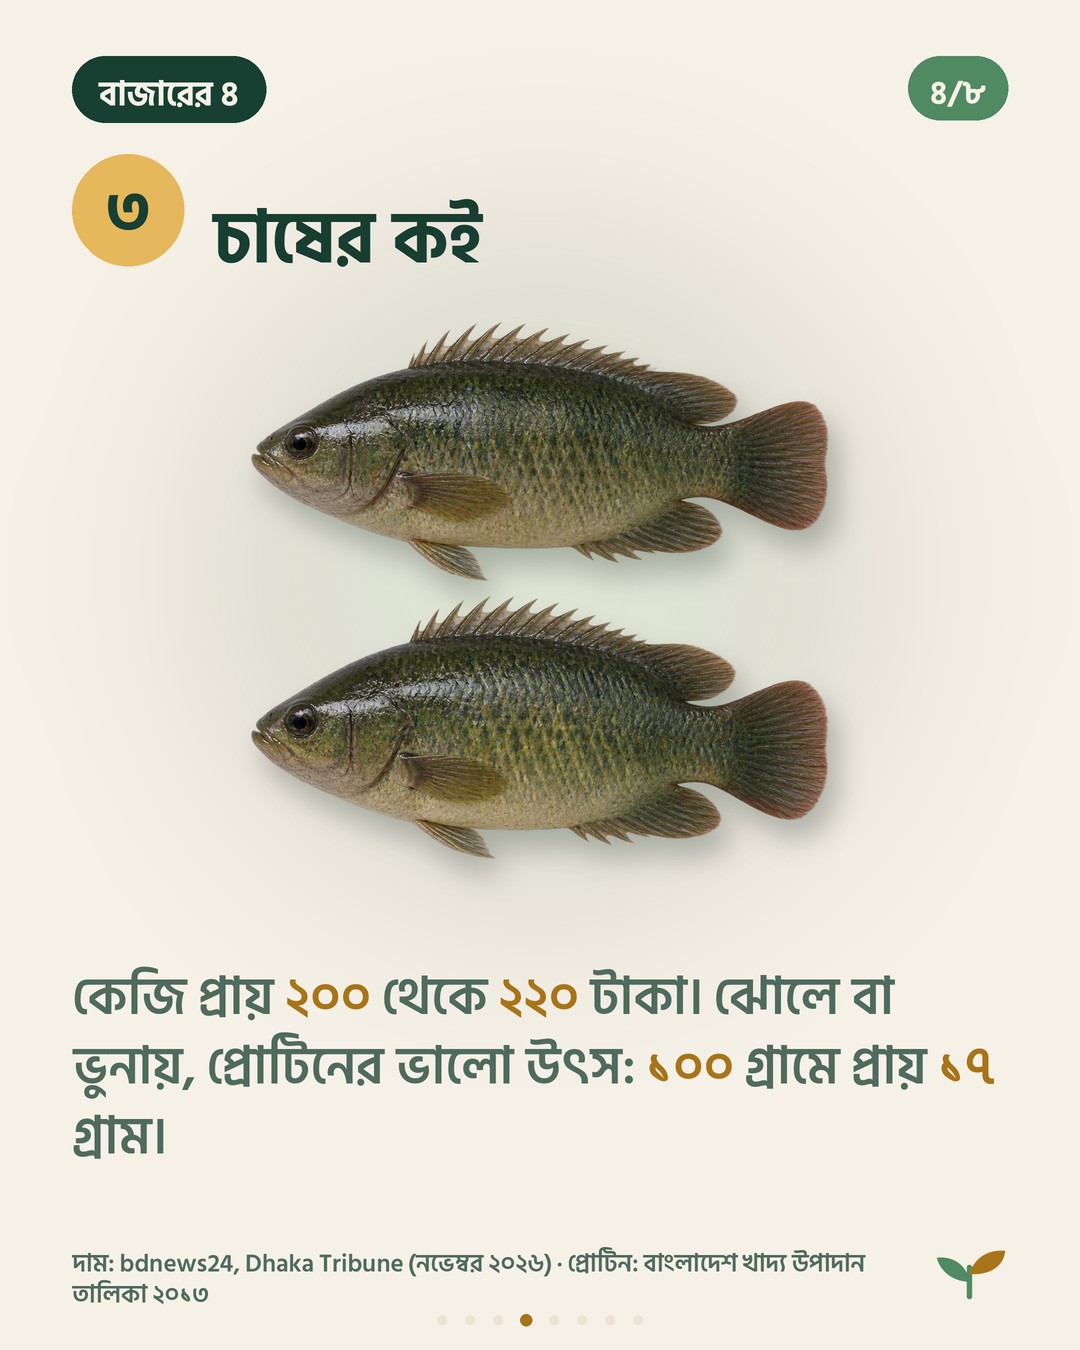 বাজারের ৪
৪/৮
৩
চাষের কই
কেজি প্রায় ২০০ থেকে ২২০ টাকা। ঝোলে বা
ভুনায়, প্রোটিনের ভালো উৎস: ১০০ গ্রামে প্রায় ১৭
গ্রাম।
দাম: bdnews24, Dhaka Tribune (নভেম্বর ২০২৬) · প্রোটিন: বাংলাদেশ খাদ্য উপাদান
তালিকা ২০১৩